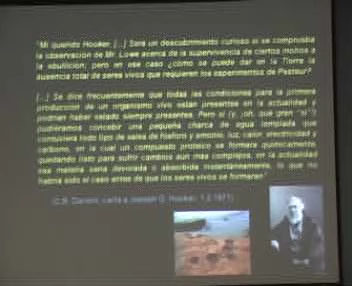 "Mi querido Hooker, [...] Será un descubrimiento curioso si se comprueba
la observación de Mr. Lowe acerca de la supervivencia de ciertos mohos a
la ebullición; pero en ese caso ¿cómo se puede dar en la Tierra la
ausencia total de seres vivos que requieren los experimentos de Pasteur?
[...] Se dice frecuentemente que todas las condiciones para la primera
producción de un organismo vivo están presentes en la actualidad y
podrían haber estado siempre presentes. Pero si (y, ¡oh, qué gran "si"!)
pudiéramos concebir una pequeña charca de agua templada que
contuviera todo tipo de sales de fósforo y amonio, luz, calor, electricidad y
carbono, en la cual un compuesto proteico se formara químicamente,
quedando listo para sufrir cambios aún más complejos, en la actualidad
esa materia sería devorada o absorbida instantáneamente, lo que no
habría sido el caso antes de que los seres vivos se formaran"
(C.R. Darwin, carta a Joseph D. Hooker, 1.2.1871)